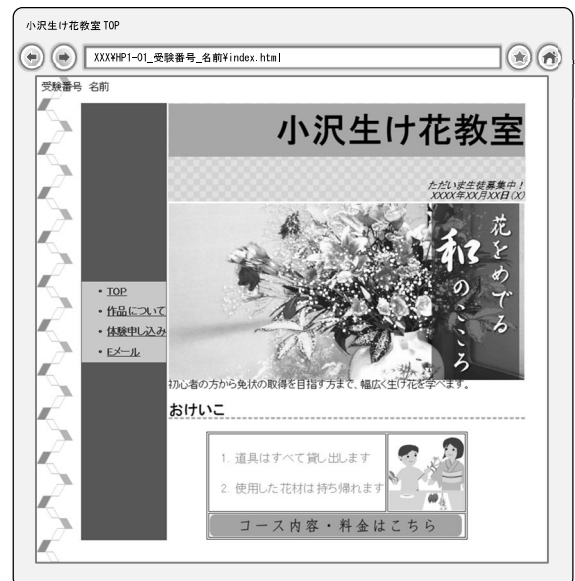 小沢生け花教室 TOP
XXX¥HP1-01_受験番号_名前¥index.html
受験番号 名前
小沢生け花教室
ただいま生徒募集中！
XXXX年XX月XX日(X)
・TOP
・作品について
・体験申し込み
・Eメール
花をめでる
和のこころ
初心者の方から免状の取得を目指す方まで、幅広く生け花を学べます。
おけいこ
1. 道具はすべて貸し出します
2. 使用した花材は持ち帰れます
コース内容・料金はこちら